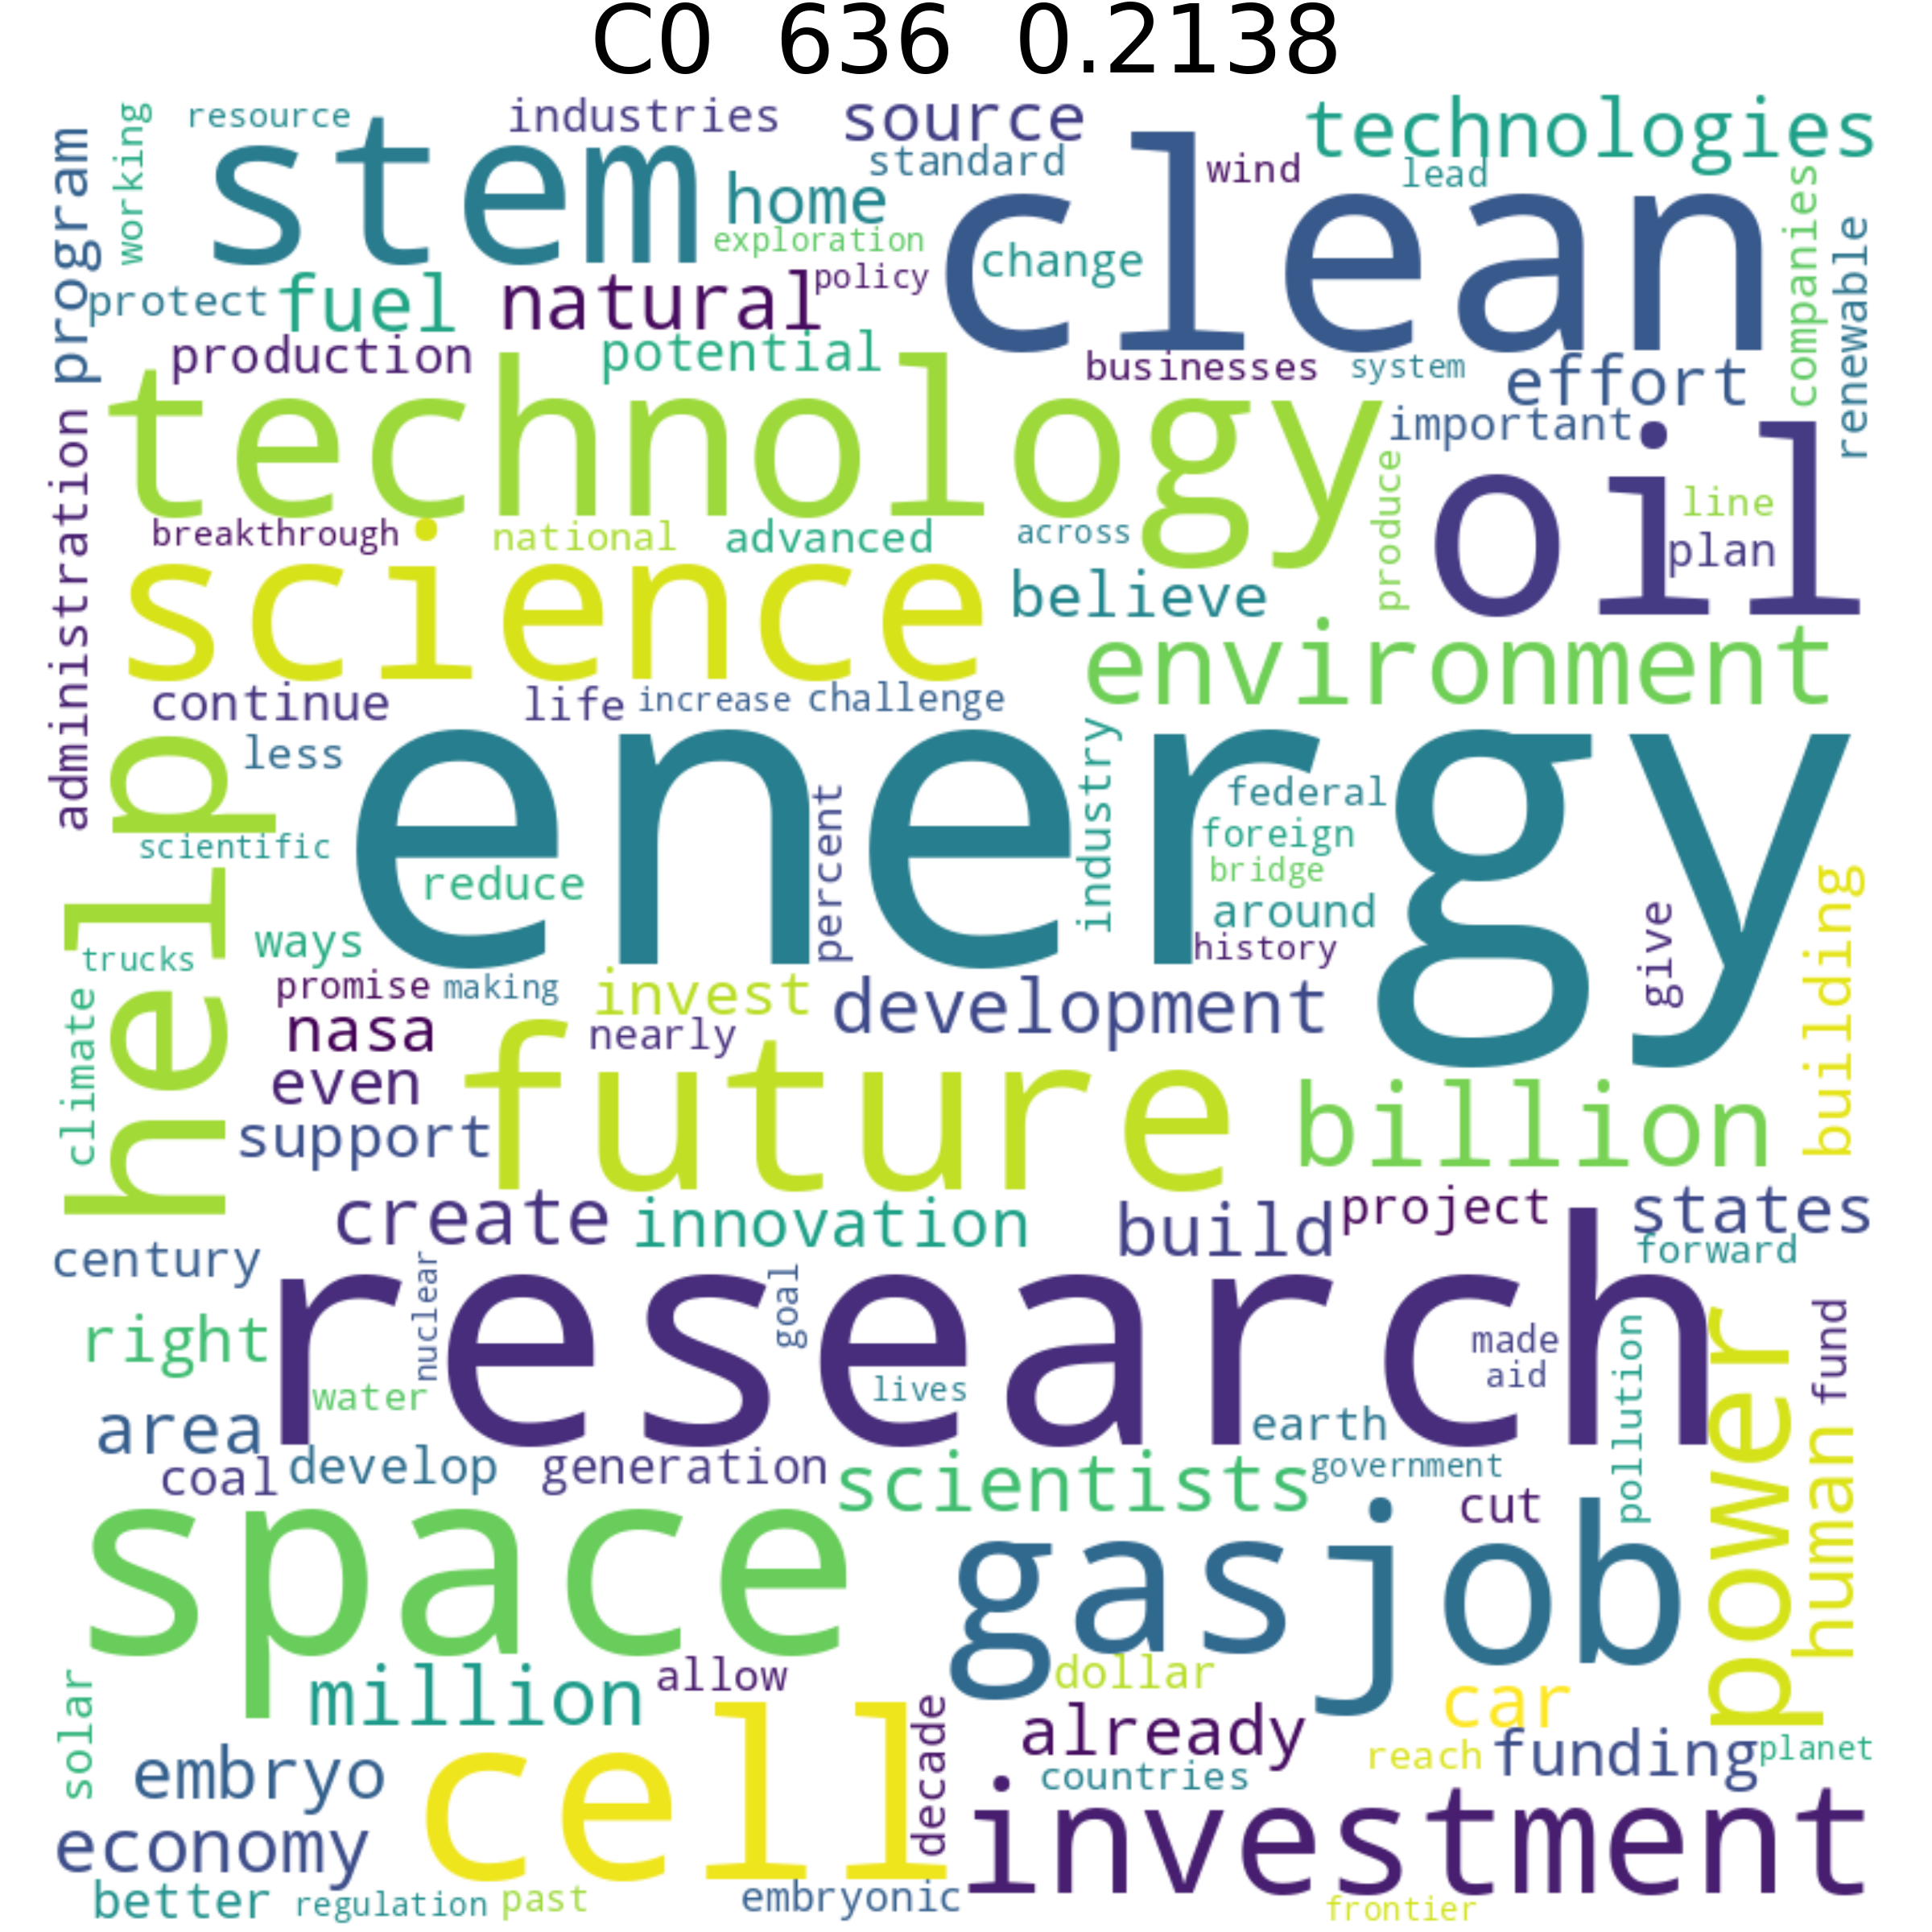 C0 636 0.2138
resource
industries
source
technologies
working
program
stem
standard
wind
lead
clean
home
exploration
change
companies
renewable
protect
fuel
natural
policy
production
potential
businesses
system
effort
technology
important
oil
administration
produce
line
plan
breakthrough
national
advanced
across
science
believe
environment
continue
life
increase
challenge
help
less
energy
industry
federal
scientific
foreign
reduce
percent
bridge
around
building
ways
history
give
trucks
promise
making
invest
development
climate
nasa
nearly
even
future
billion
support
create
innovation
build
project
states
century
forward
research
nuclear
goal
right
made
pollution
power
fund
water
lives
aid
area
earth
human
coal
develop
generation
scientists
government
cut
space
gas
job
solar
million
allow
dollar
car
cell
decade
already
embryo
countries
reach
funding
planet
economy
investment
better
regulation
past
embryonic
frontier